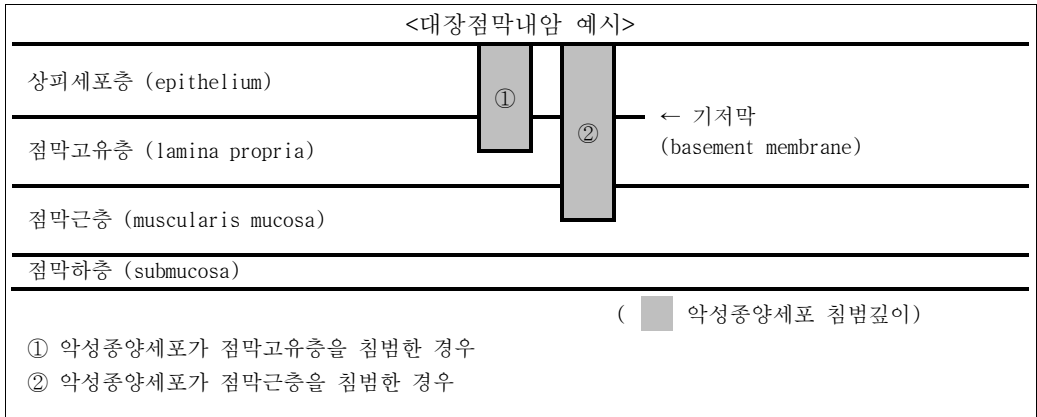 <대장점막내암 예시>
상피세포층 (epithelium)
①
← 기저막
②
점막고유층 (lamina propria)
(basement membrane)
점막근층 (muscularis mucosa)
점막하층 (submucosa)
( 악성종양세포 침범깊이)
① 악성종양세포가 점막고유층을 침범한 경우
② 악성종양세포가 점막근층을 침범한 경우